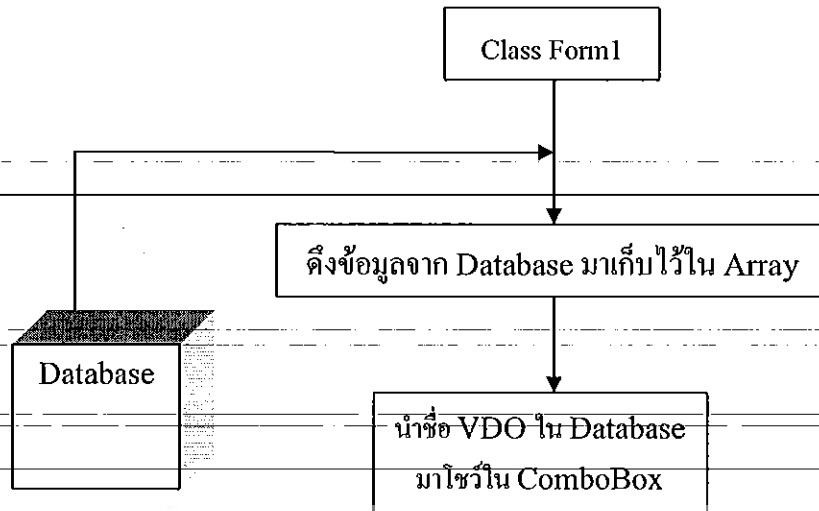 Class Form1
ดึงข้อมูลจาก Database มาเก็บไว้ใน Array
Database
นำชื่อ VDO ใน Database
มาโชว์ใน ComboBox